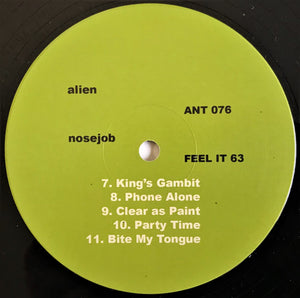 alien
ANT 076
nosejob
FEEL IT 63
7. King's Gambit
8. Phone Alone
9. Clear as Paint
10. Party Time
11. Bite My Tongue